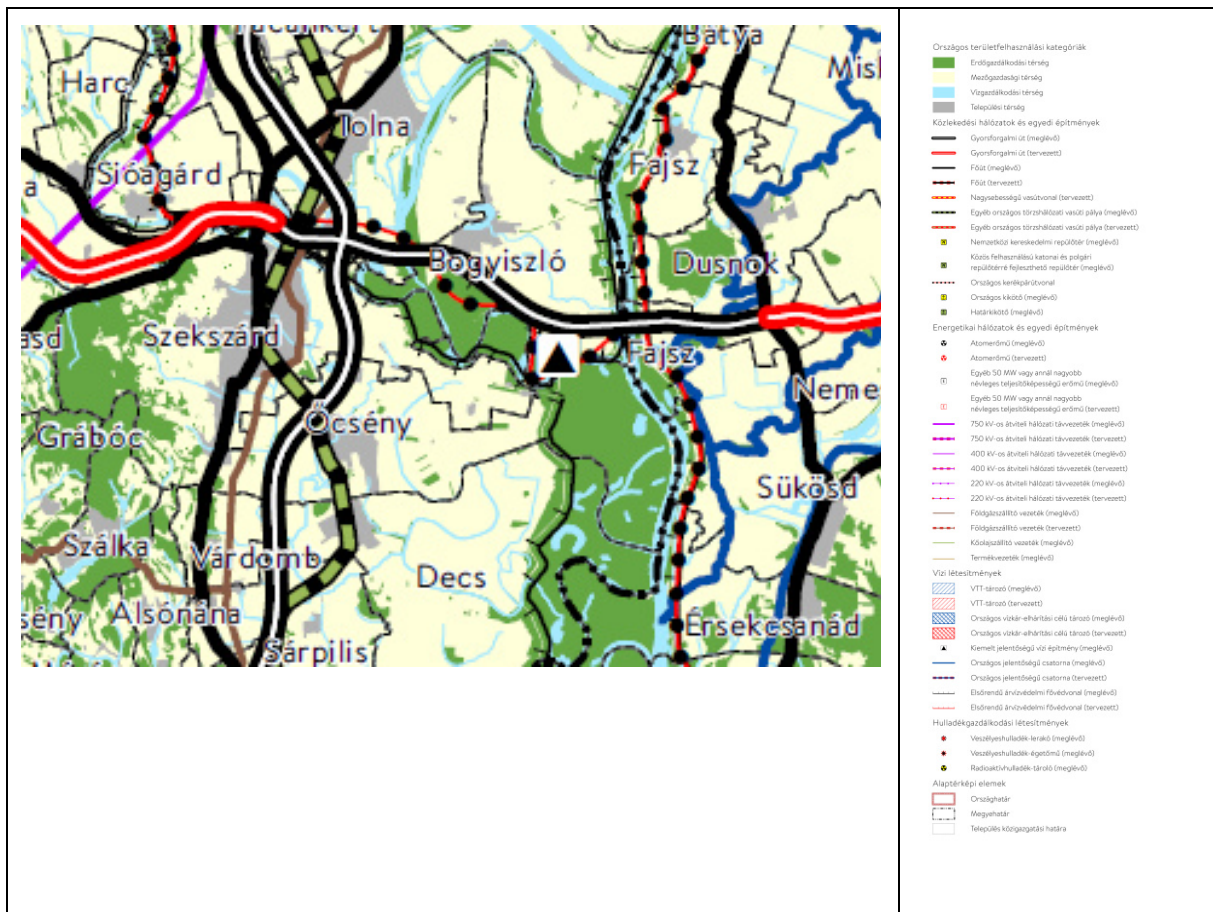 Bátya
Misk
Harc
Tolna
Sióagárd
Fajsz
a
Bogyiszló
Dusnok
Szekszárd
Fajsz
asd
Neme
Grábóc
Őcsény
Sükösd
Szálka
Várdomb
Decs
sény
Alsónána
Érsekcsanád
Sárpilis
Országos területfelhasználási kategóriák
Erdőgazdálkodási térség
Mezőgazdasági térség
Vízgazdálkodási térség
Települési térség
Közlekedési hálózatok és egyedi építmények
Gyorsforgalmi út (meglévő)
Gyorsforgalmi út (tervezett)
Főút (meglévő)
Főút (tervezett)
Nagysebességű vasútvonal (tervezett)
Egyéb országos törzshálózati vasúti pálya (meglévő)
Egyéb országos törzshálózati vasúti pálya (tervezett)
Nemzetközi kereskedelmi repülőtér (meglévő)
Közös felhasználású katonai és polgári
repülőtérré fejleszthető repülőtér (meglévő)
Országos kerékpárútvonal
Országos kikötő (meglévő)
Határkikötő (meglévő)
Energetikai hálózatok és egyedi építmények
Atomerőmű (meglévő)
Atomerőmű (tervezett)
Egyéb 50 MW vagy annál nagyobb
névleges teljesítőképességű erőmű (meglévő)
Egyéb 50 MW vagy annál nagyobb
névleges teljesítőképességű erőmű (tervezett)
750 kV-os átviteli hálózati távvezeték (meglévő)
750 kV-os átviteli hálózati távvezeték (tervezett)
400 kV-os átviteli hálózati távvezeték (meglévő)
400 kV-os átviteli hálózati távvezeték (tervezett)
220 kV-os átviteli hálózati távvezeték (meglévő)
220 kV-os átviteli hálózati távvezeték (tervezett)
Földgázszállító vezeték (meglévő)
Földgázszállító vezeték (tervezett)
Kőolajszállító vezeték (meglévő)
Termékvezeték (meglévő)
Vízi létesítmények
VTT-tározó (meglévő)
VTT-tározó (tervezett)
Országos vízkár-elhárítási célú tározó (meglévő)
Országos vízkár-elhárítási célú tározó (tervezett)
Kiemelt jelentőségű vízi építmény (meglévő)
Országos jelentőségű csatorna (meglévő)
Országos jelentőségű csatorna (tervezett)
Elsőrendű árvízvédelmi fővédvonal (meglévő)
Elsőrendű árvízvédelmi fővédvonal (tervezett)
Hulladékgazdálkodási létesítmények
Veszélyeshulladék-lerakó (meglévő)
Veszélyeshulladék-égetőmű (meglévő)
Radioaktívhulladék-tároló (meglévő)
Alaptérképi elemek
Országhatár
Megyehatár
Település közigazgatási határa